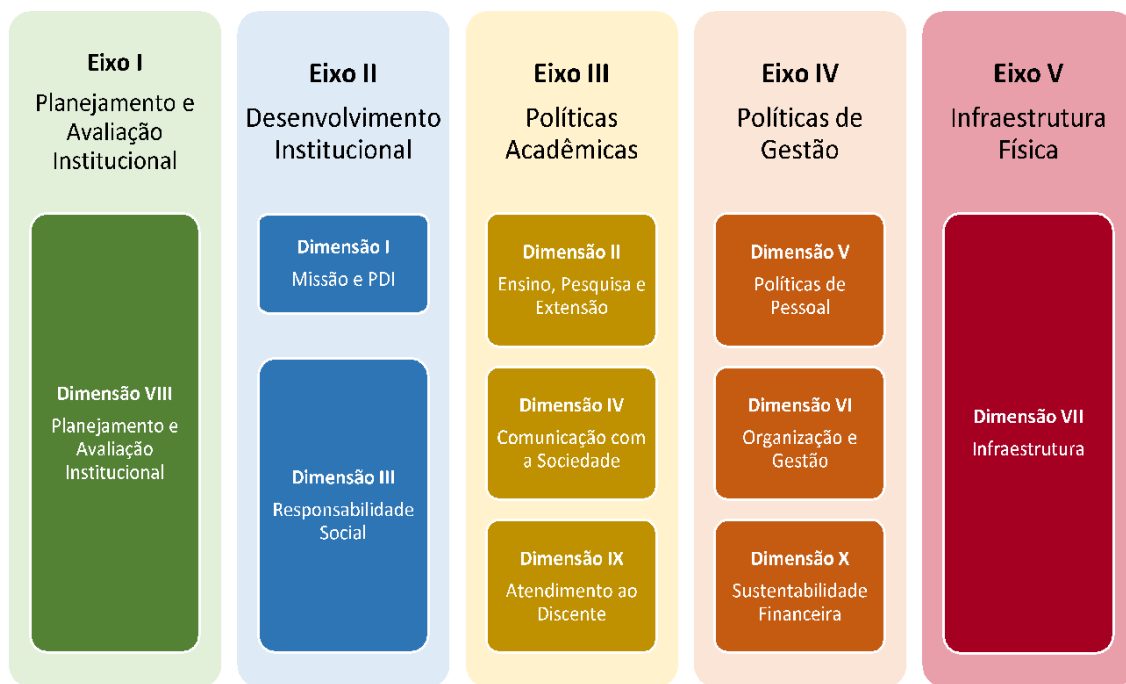 Eixo I
Planejamento e
Avaliação
Institucional
Dimensão VIII
Planejamento e
Avaliação
Institucional
Eixo II
Desenvolvimento
Institucional
Dimensão I
Missão e PDI
Dimensão III
Responsabilidade
Social
Eixo III
Políticas
Acadêmicas
Dimensão II
Ensino, Pesquisa e
Extensão
Dimensão IV
Comunicação com
a Sociedade
Dimensão IX
Atendimento ao
Discente
Eixo IV
Políticas de
Gestão
Dimensão V
Políticas de
Pessoal
Dimensão VI
Organização e
Gestão
Dimensão X
Sustentabilidade
Financeira
Eixo V
Infraestrutura
Física
Dimensão VII
Infraestrutura